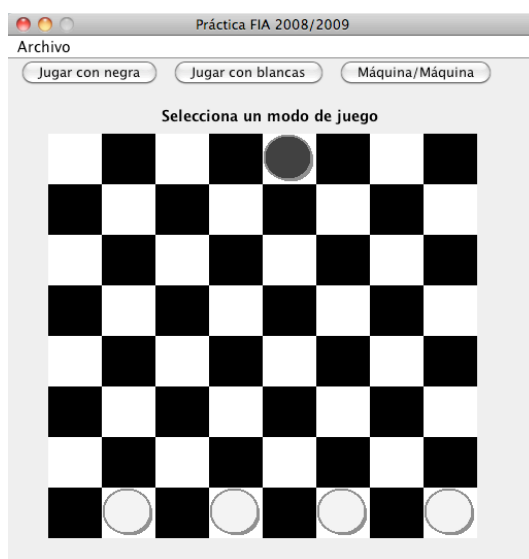 Práctica FIA 2008/2009
Archivo
Jugar con negra Jugar con blancas Máquina/Máquina
Selecciona un modo de juego